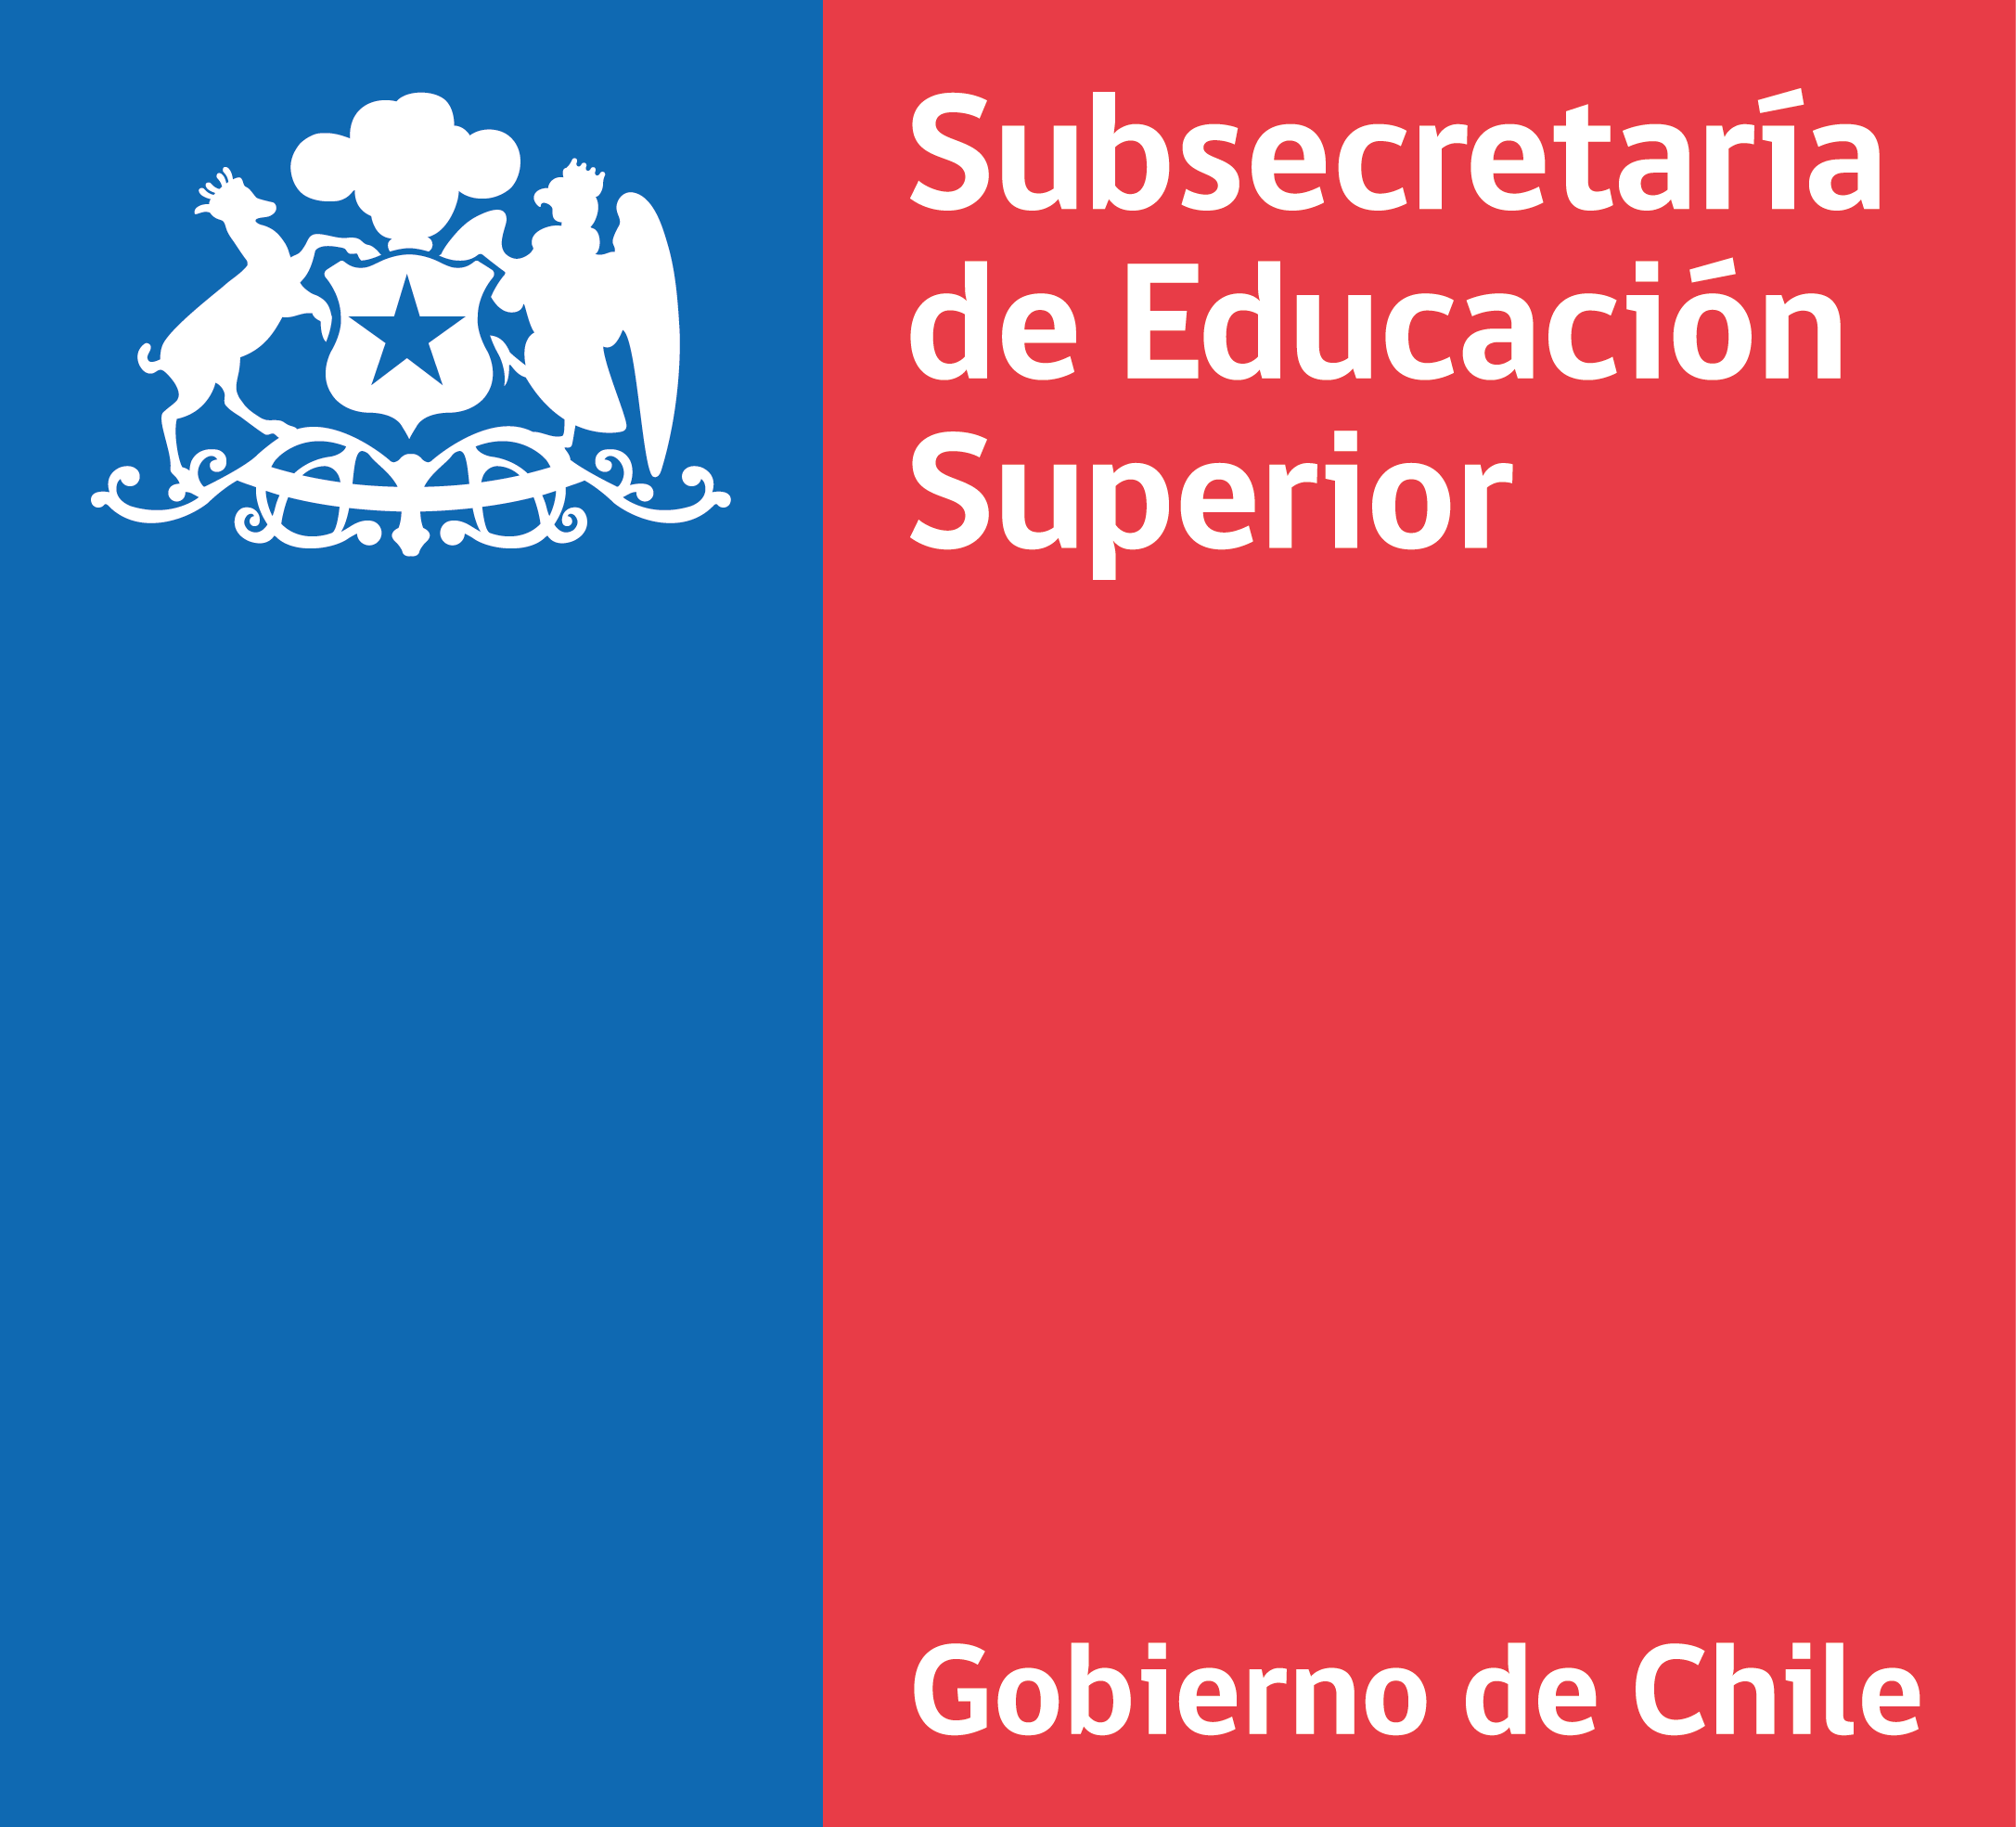 Subsecretaría
de Educación
Superior
Gobierno de Chile